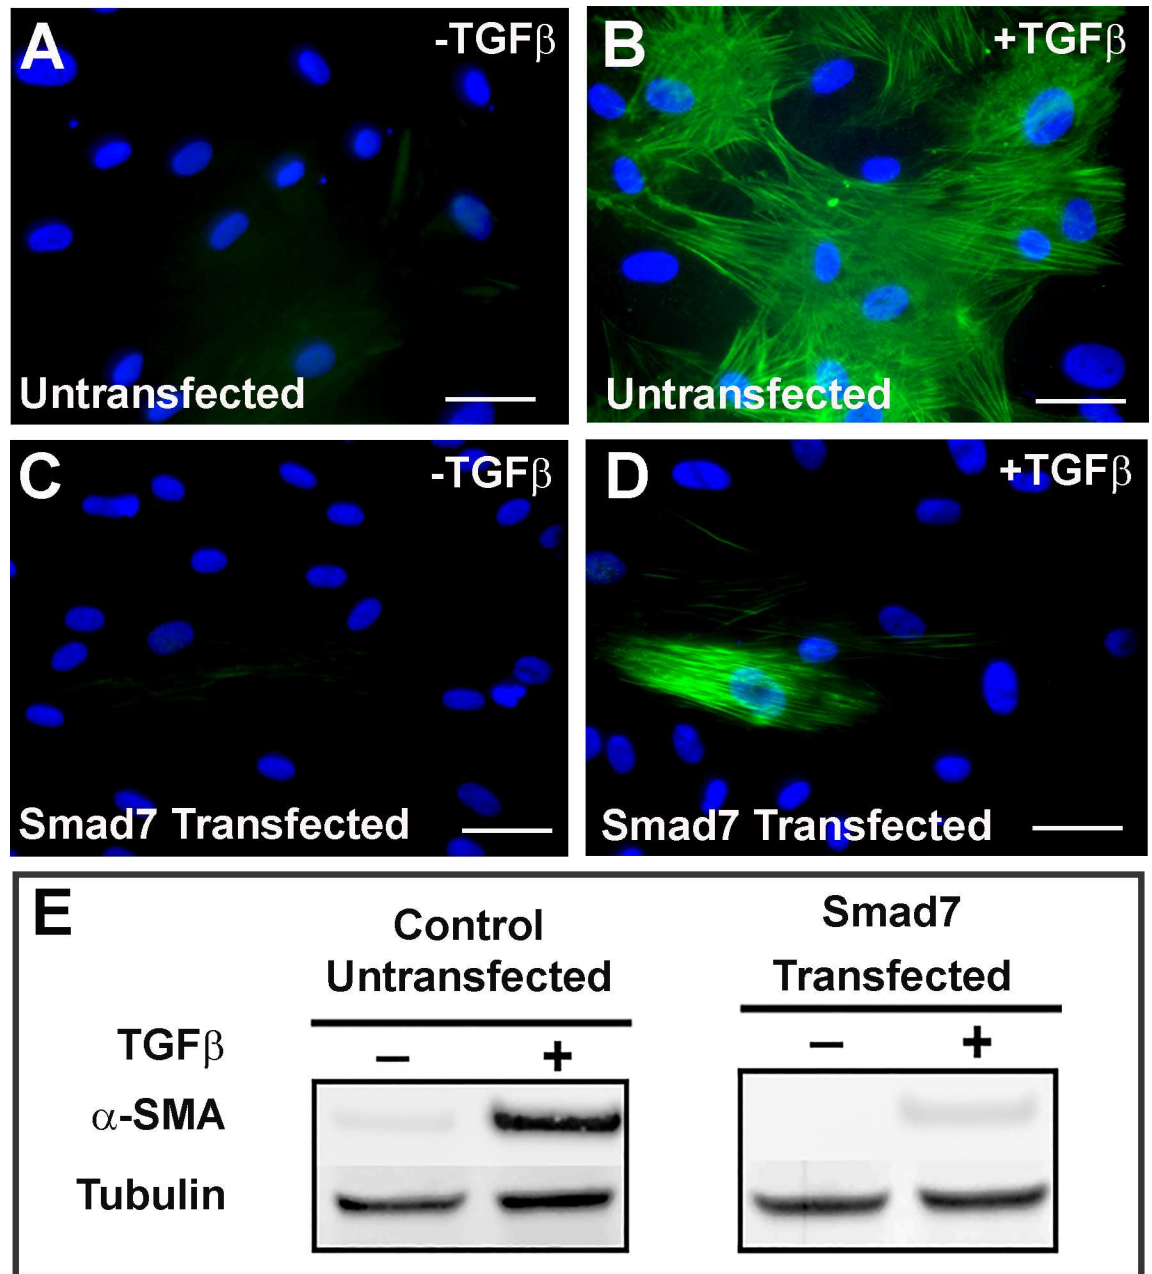 A
-TGFβ
Untransfected
B
+TGFβ
Untransfected
C
-TGFβ
Smad7 Transfected
D
+TGFβ
Smad7 Transfected
E
Control
Untransfected
Smad7
Transfected
TGFβ – + – +
α-SMA
Tubulin